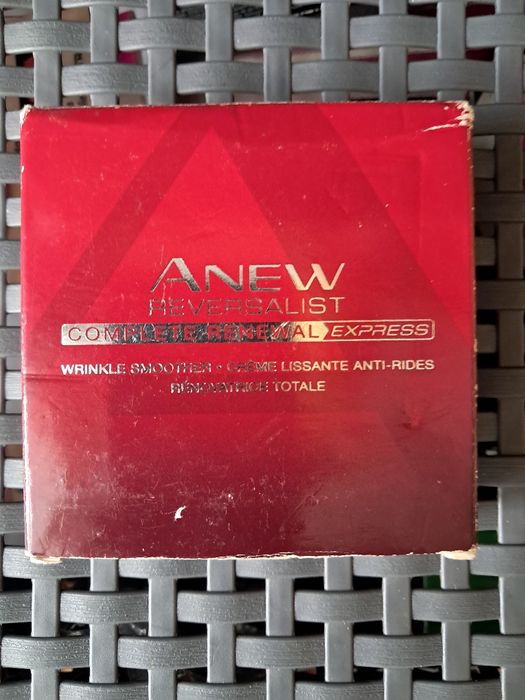 ANEW
REVERSALIST
COMPLETE RENEWAL EXPRESS
WRINKLE SMOOTHER • CRÈME LISSANTE ANTI-RIDES
RÉNOVATRICE TOTALE